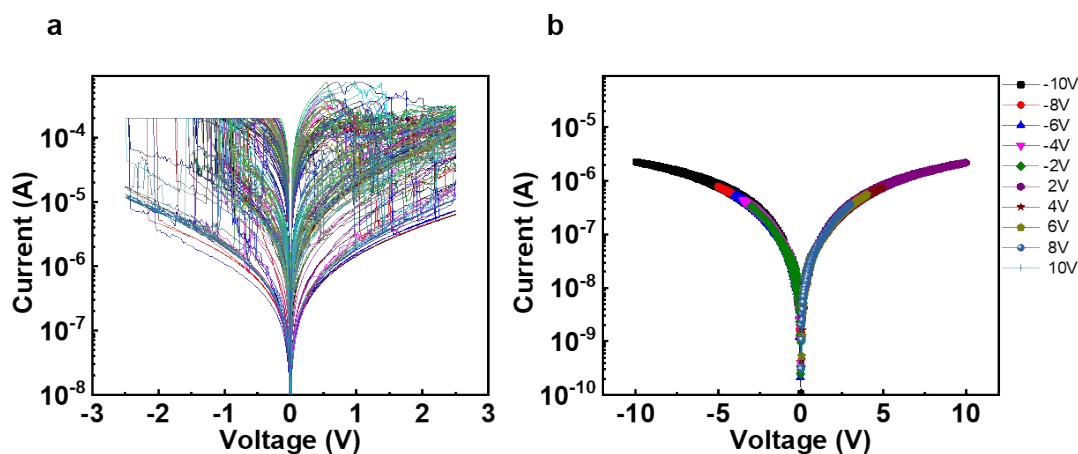 a
b
10⁻⁴
10⁻⁵
10⁻⁶
10⁻⁷
10⁻⁸
Current (A)
-3 -2 -1 0 1 2 3
Voltage (V)
10⁻⁵
10⁻⁶
10⁻⁷
10⁻⁸
10⁻⁹
10⁻¹⁰
Current (A)
-10 -5 0 5 10
Voltage (V)
-10V
-8V
-6V
-4V
-2V
2V
4V
6V
8V
10V